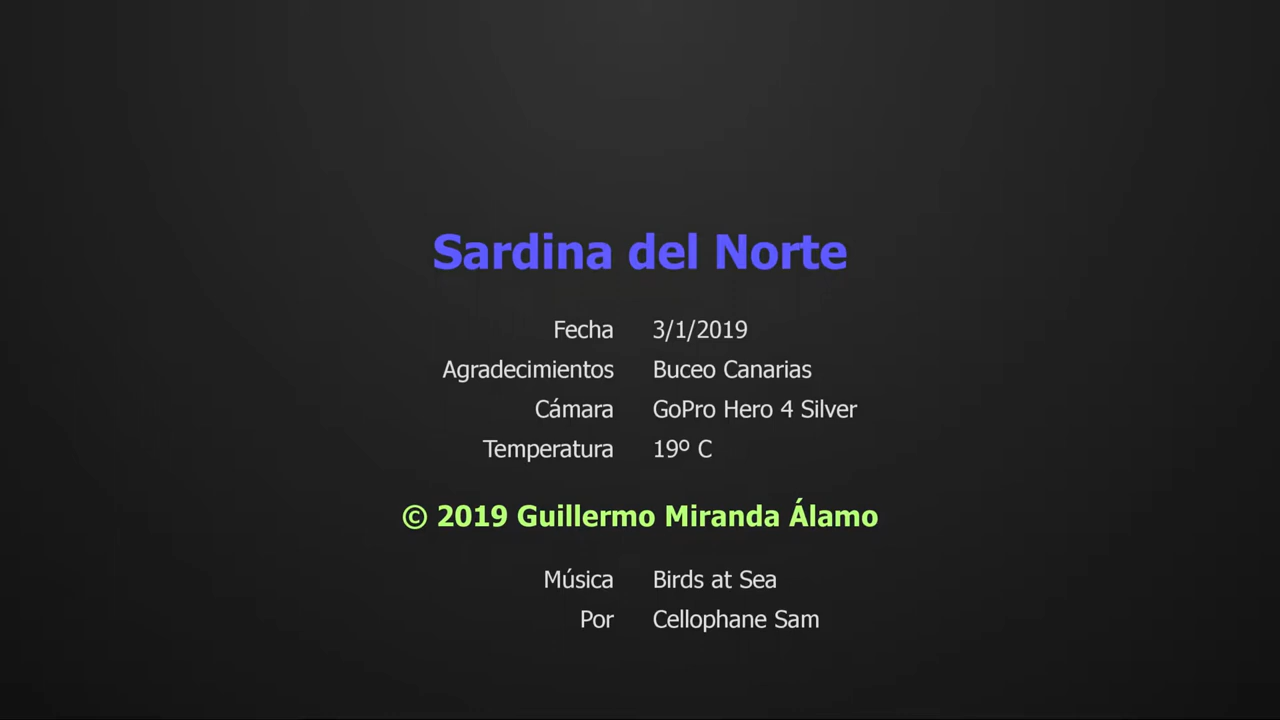 Sardina del Norte
Fecha 3/1/2019
Agradecimientos Buceo Canarias
Cámara GoPro Hero 4 Silver
Temperatura 19º C
© 2019 Guillermo Miranda Álamo
Música Birds at Sea
Por Cellophane Sam